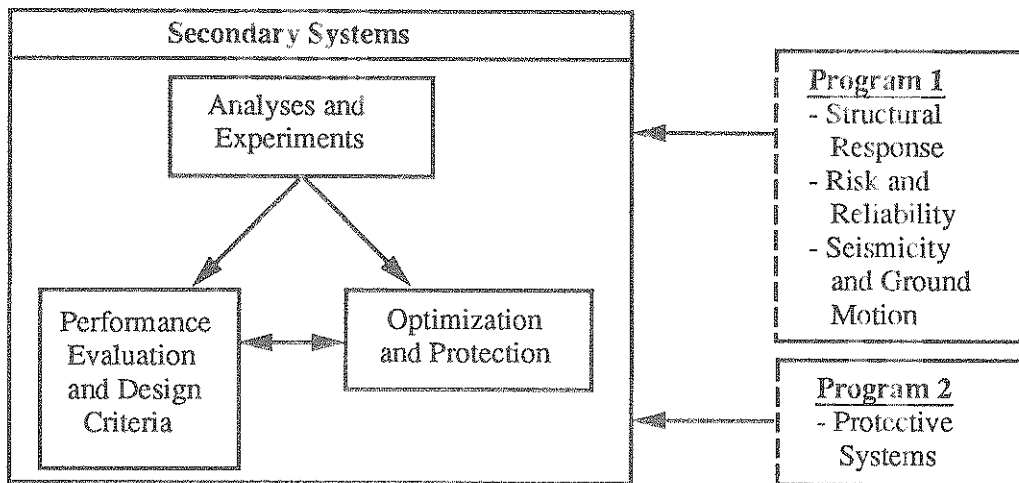 Secondary Systems
Analyses and
Experiments
Performance
Evaluation
and Design
Criteria
Optimization
and Protection
Program 1
- Structural
Response
- Risk and
Reliability
- Seismicity
and Ground
Motion
Program 2
- Protective
Systems